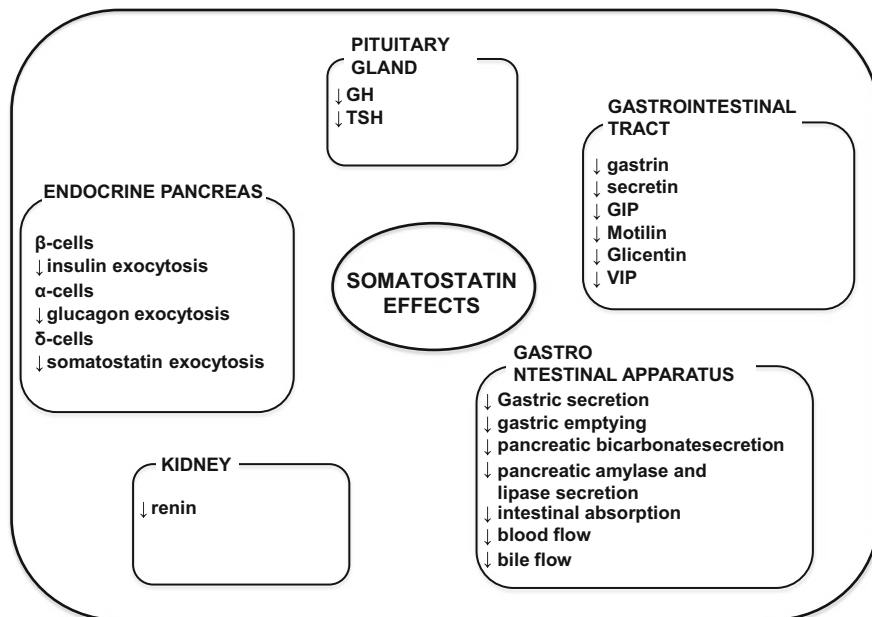 PITUITARY
GLAND
↓GH
↓TSH
GASTROINTESTINAL
TRACT
↓ gastrin
↓ secretin
↓ GIP
↓ Motilin
↓ Glicentin
↓ VIP
ENDOCRINE PANCREAS
β-cells
↓insulin exocytosis
α-cells
↓glucagon exocytosis
δ-cells
↓somatostatin exocytosis
SOMATOSTATIN
EFFECTS
GASTRO
NTESTINAL APPARATUS
↓ Gastric secretion
↓ gastric emptying
↓ pancreatic bicarbonatesecretion
↓ pancreatic amylase and
lipase secretion
↓ intestinal absorption
↓ blood flow
↓ bile flow
KIDNEY
↓renin